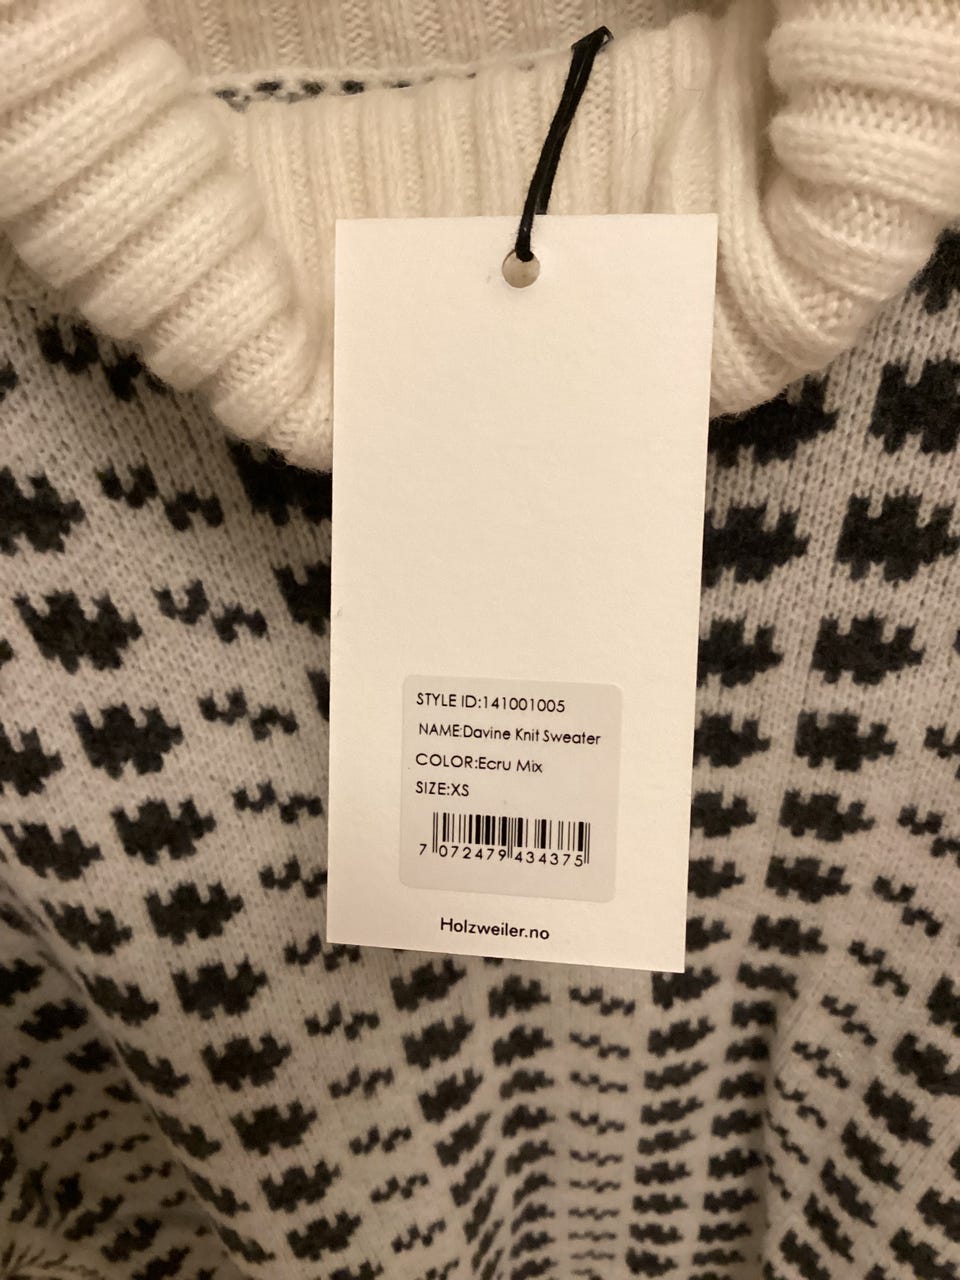 STYLE ID:141001005
NAME:Davine Knit Sweater
COLOR:Ecru Mix
SIZE:XS
7 072479 434375
Holzweiler.no